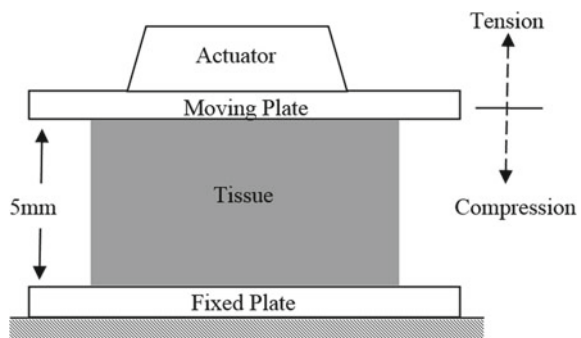 Tension
Actuator
Moving Plate
5mm
Tissue
Compression
Fixed Plate